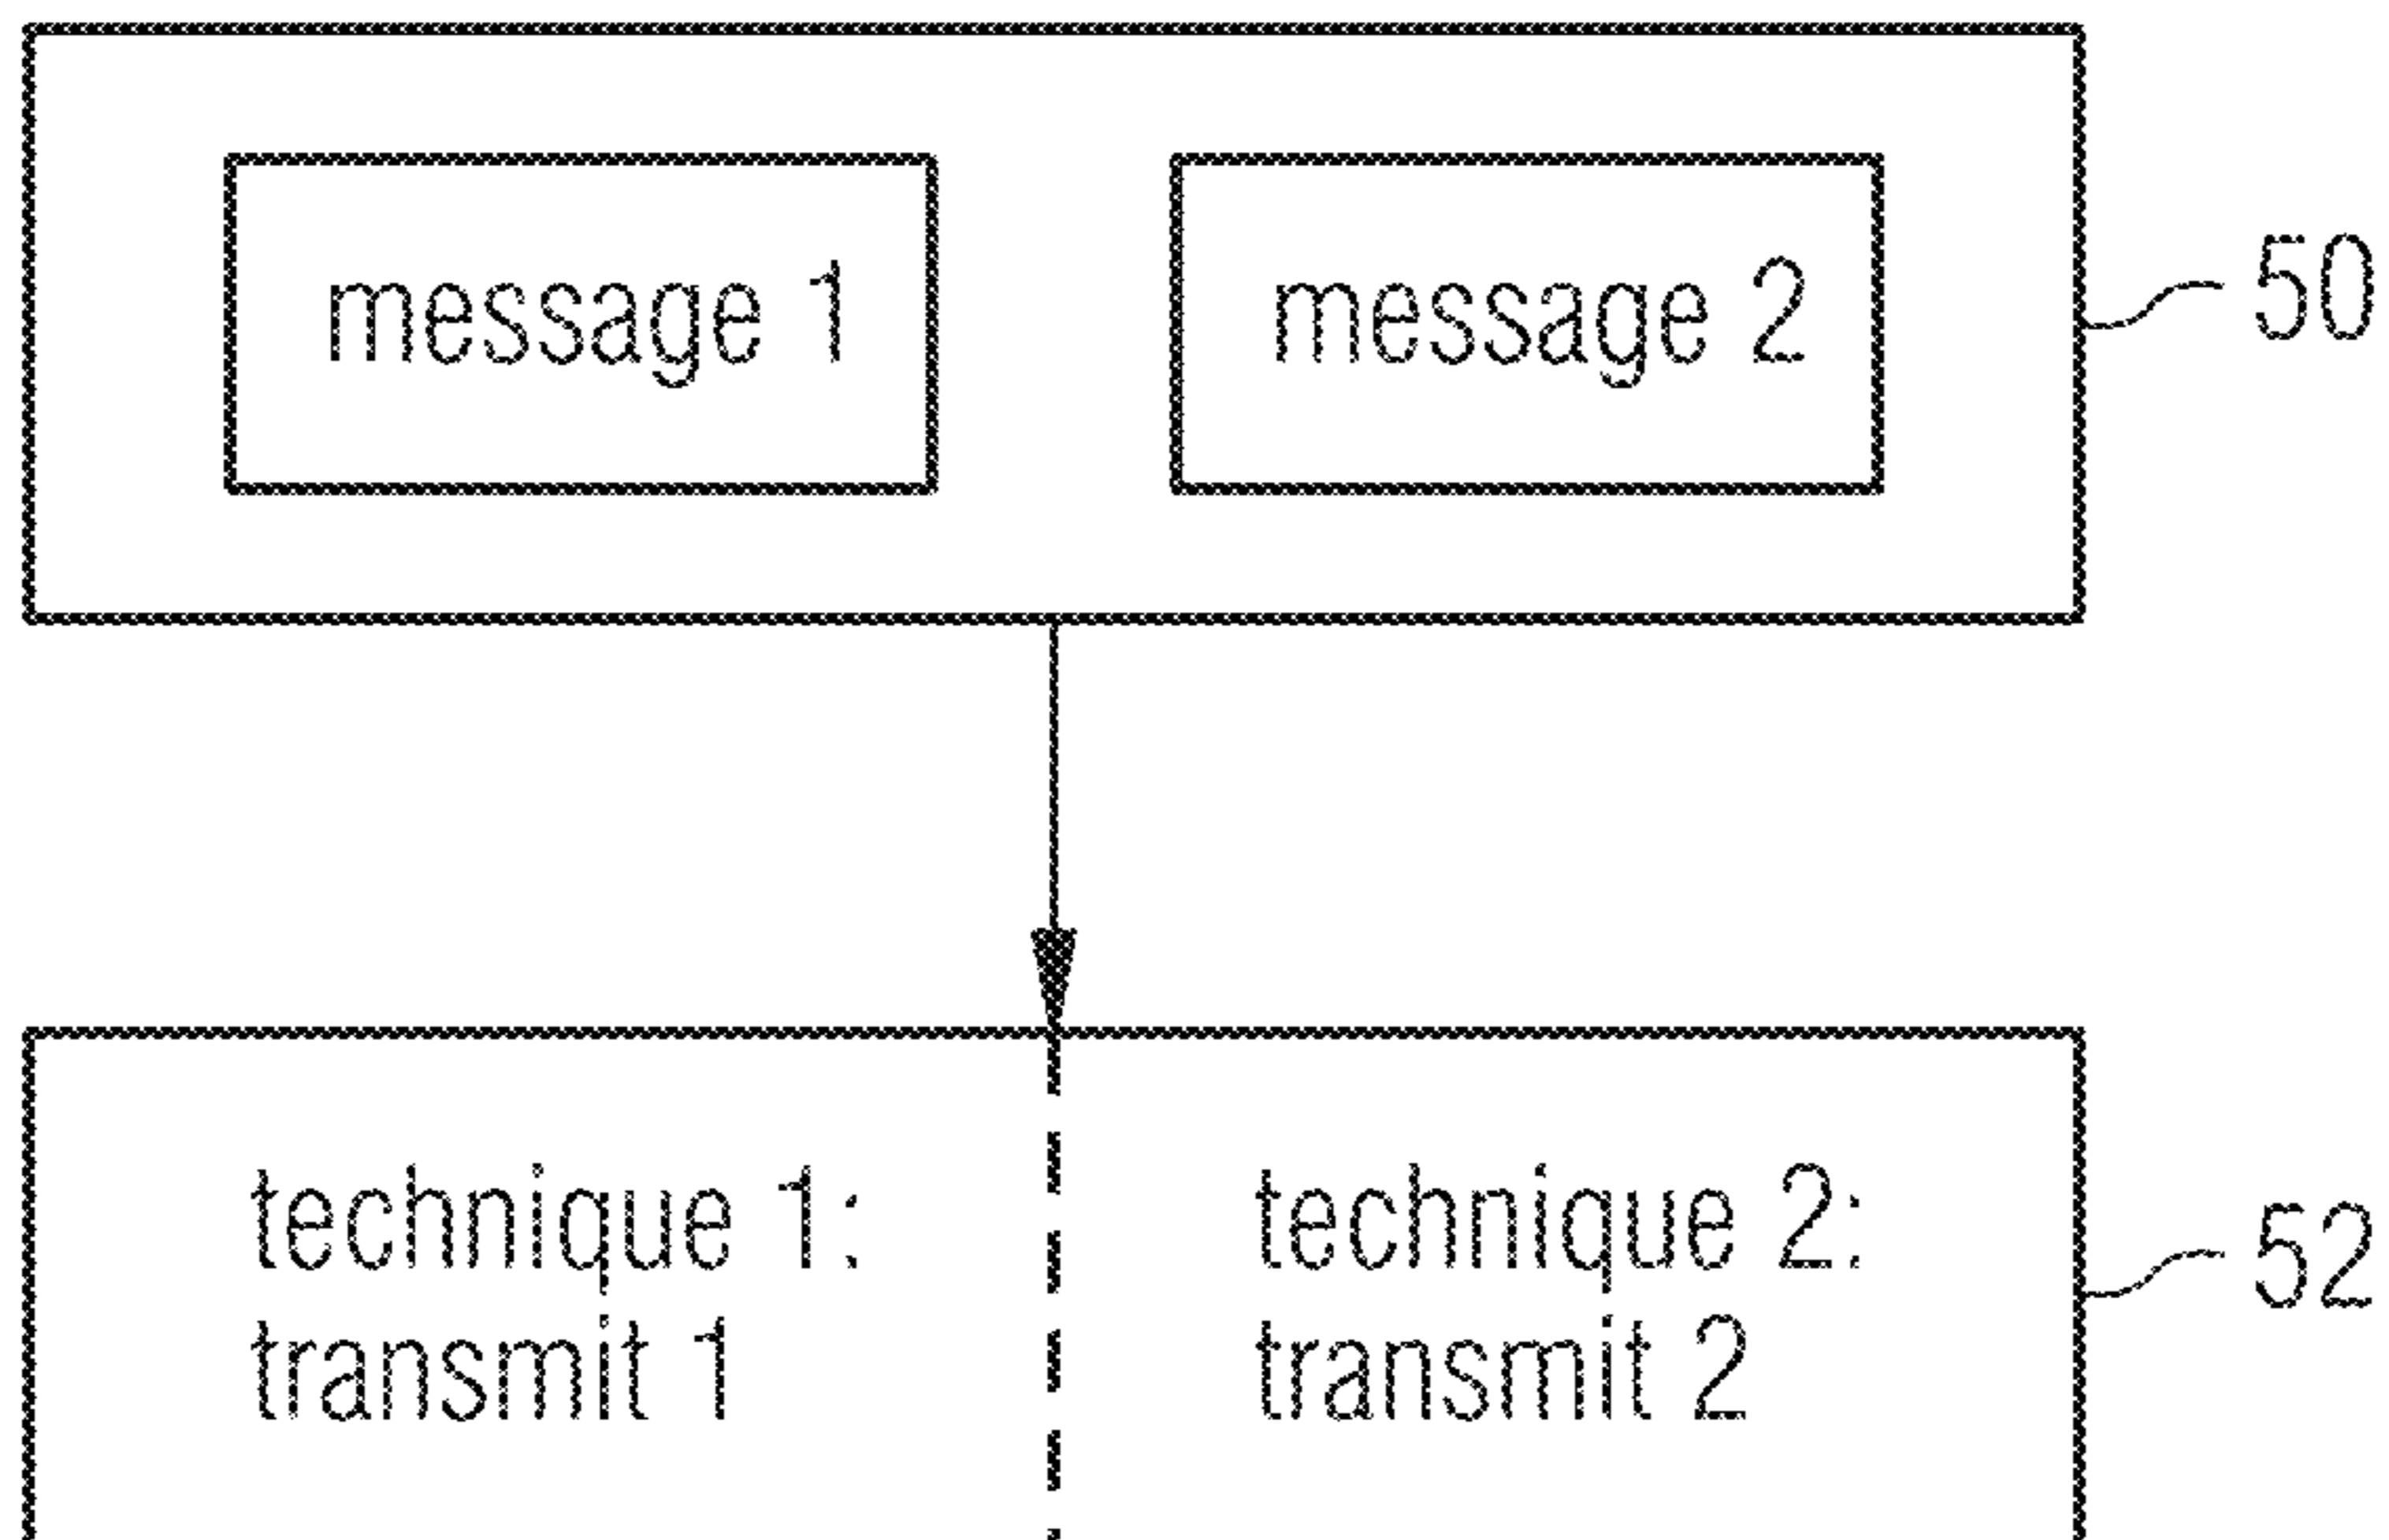 message 1 message 2 50
technique 1: technique 2:
52
transmit 1 transmit 2